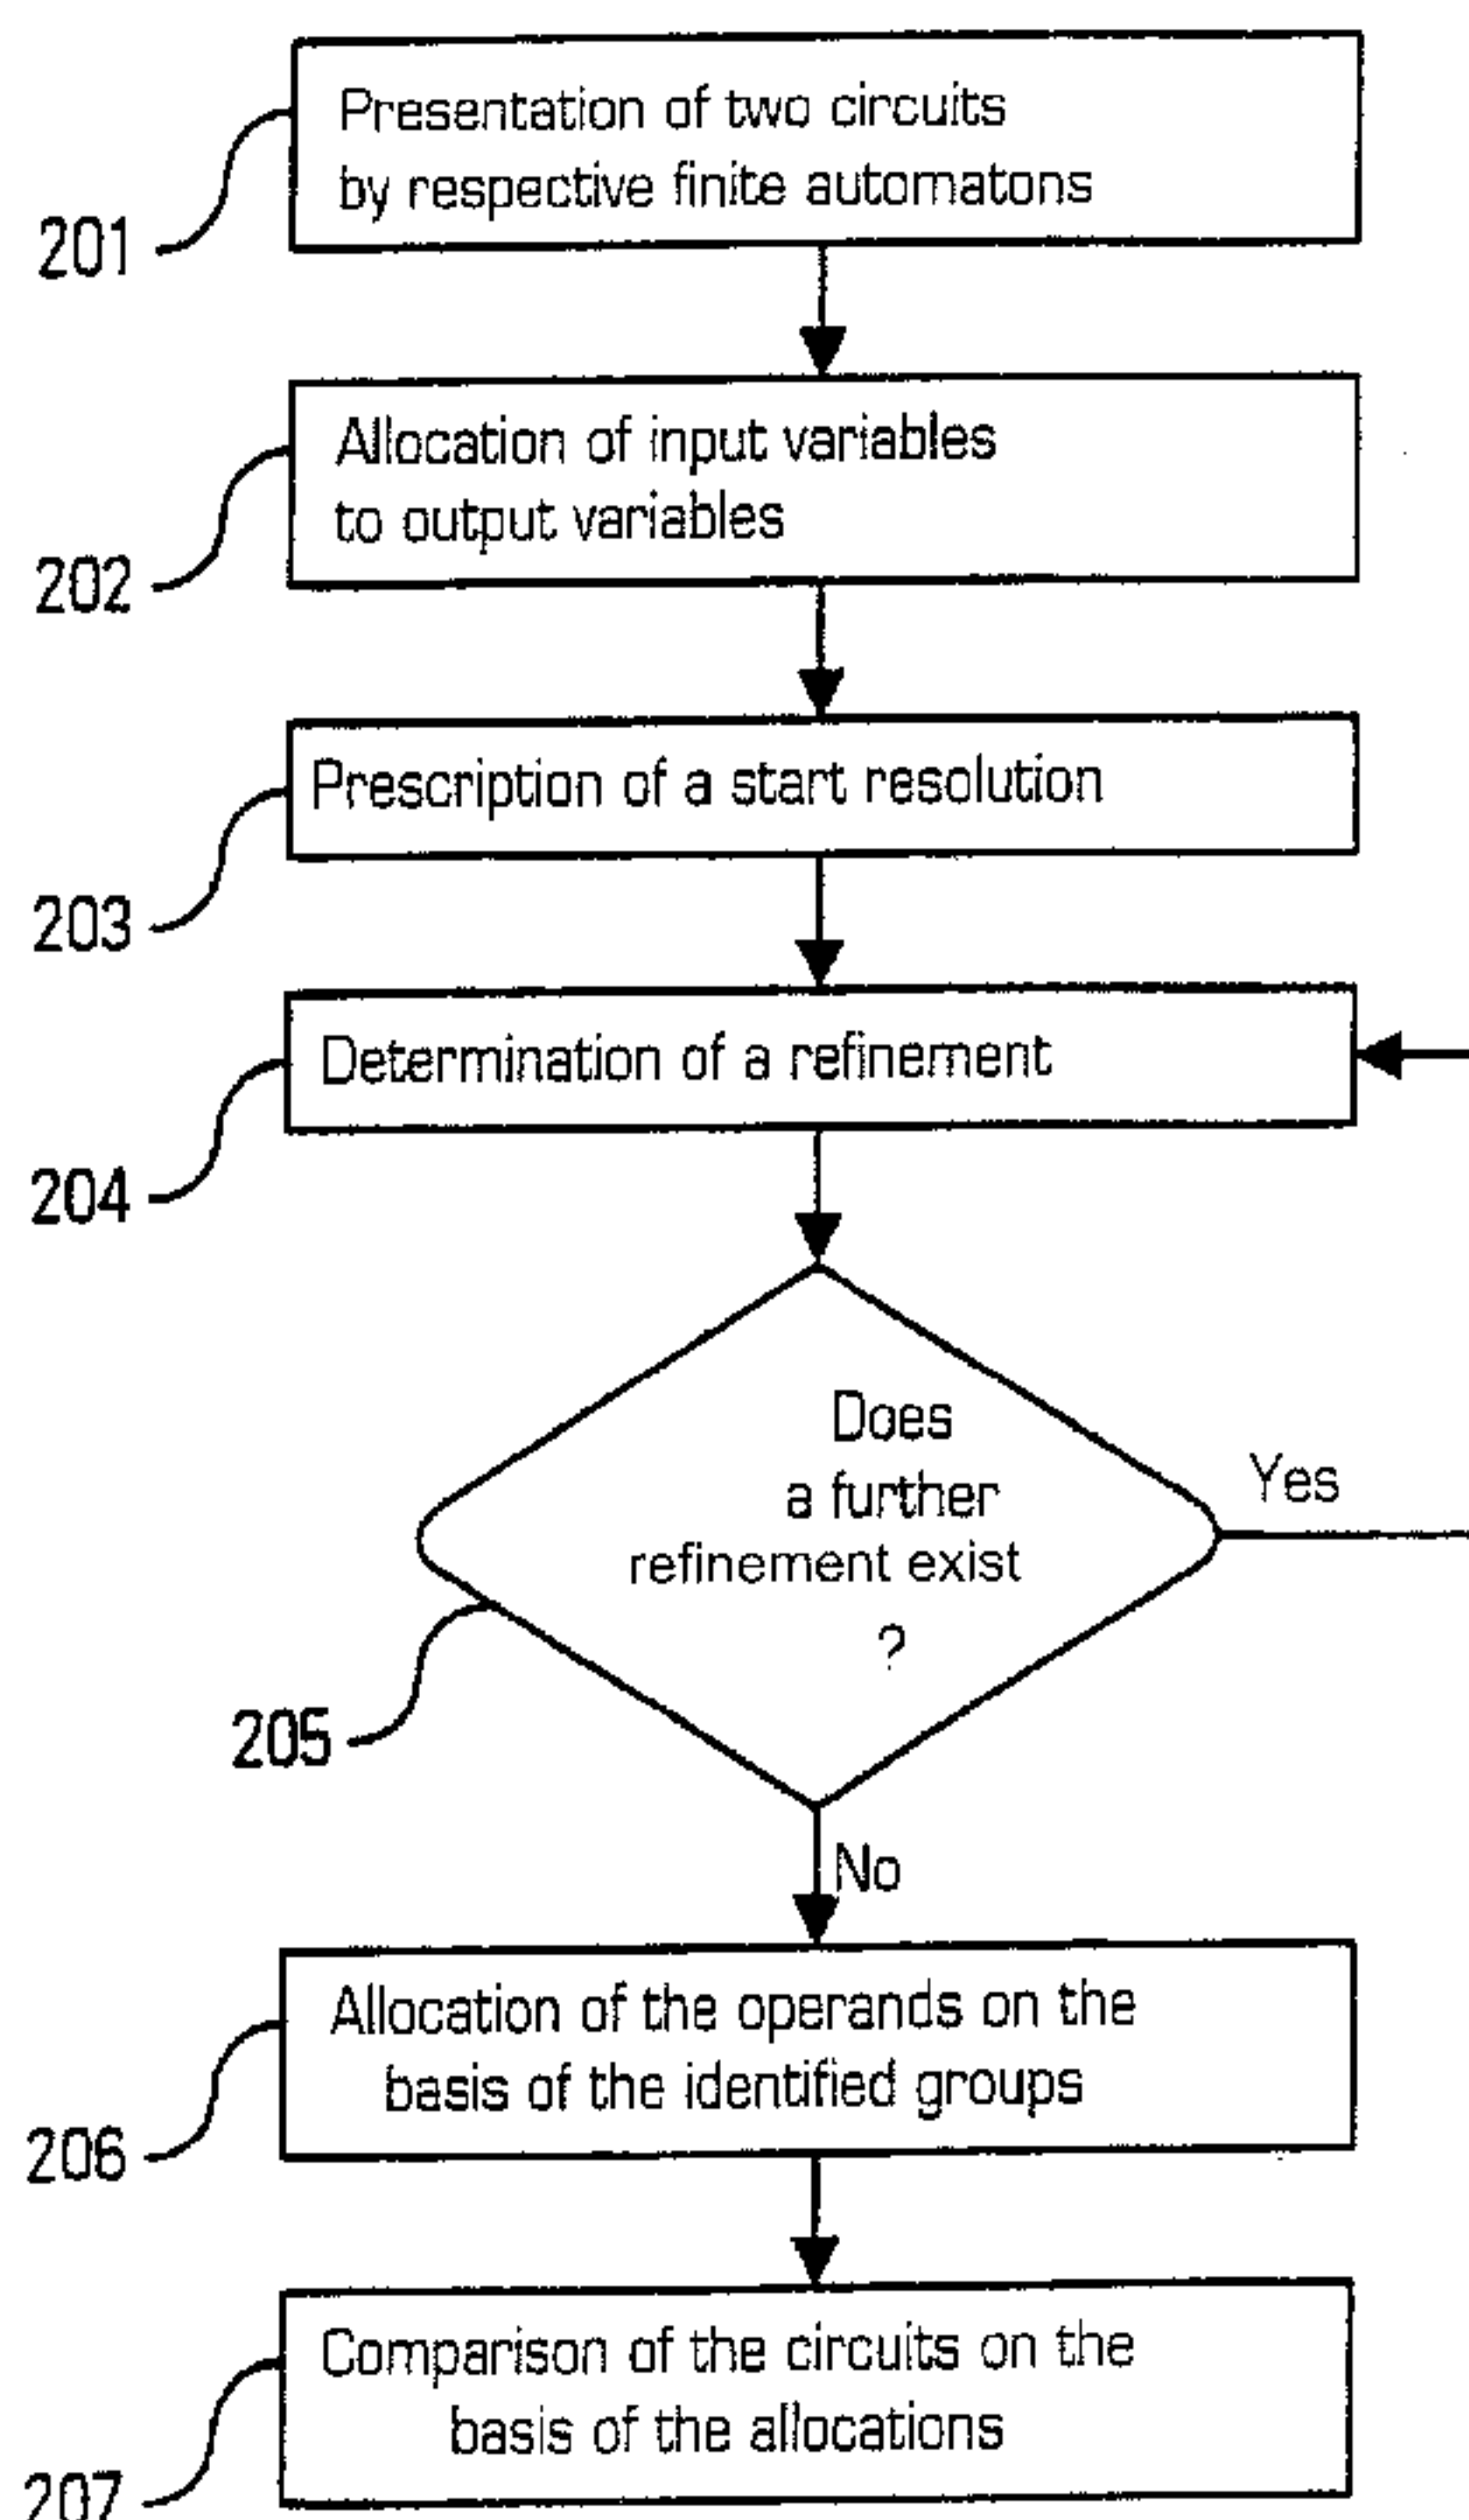 Presentation of two circuits
by respective finite automatons
201
Allocation of input variables
to output variables
202
Prescription of a start resolution
203
Determination of a refinement
204
Does
a further
refinement exist
?
Yes
205
No
Allocation of the operands on the
basis of the identified groups
206
Comparison of the circuits on the
basis of the allocations
207